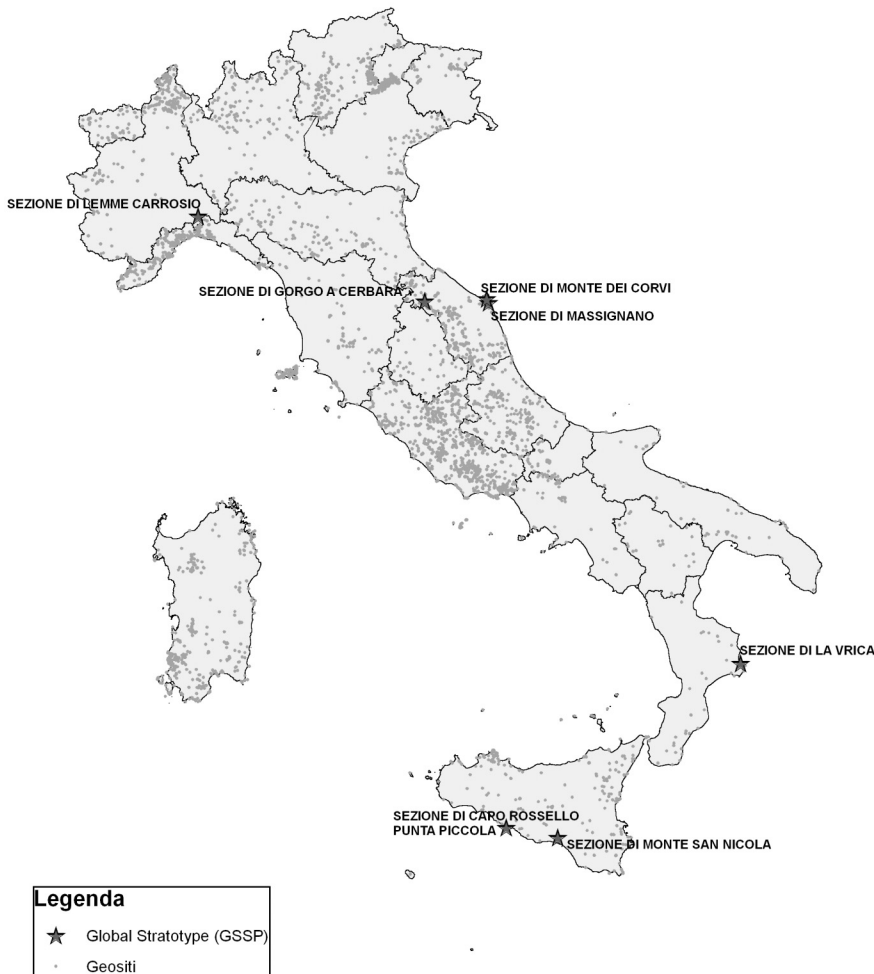 SEZIONE DI LEMME CARROSIO
SEZIONE DI GORGO A CERBARA
SEZIONE DI MONTE DEI CORVI
SEZIONE DI MASSIGNANO
SEZIONE DI LA VRICA
SEZIONE DI CAPO ROSSELLO
PUNTA PICCOLA
SEZIONE DI MONTE SAN NICOLA
Legenda
Global Stratotype (GSSP)
Geositi